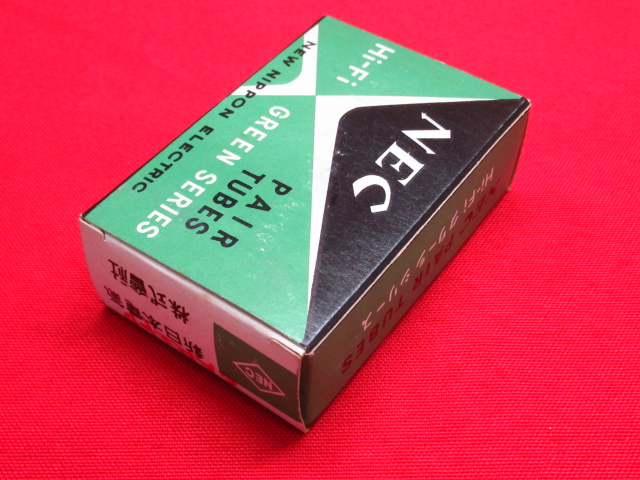 Hi-Fi
NEC
NEW NIPPON ELECTRIC
GREEN SERIES
PAIR
TUBES
NEC PAIR TUBES
Hi-Fi グリーンシリーズ
新日本電氣
株式會社
NEC